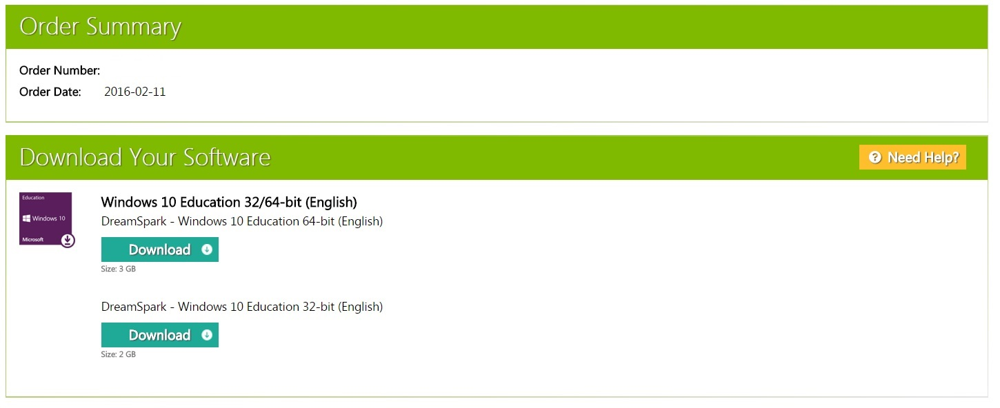 Order Summary
Order Number:
Order Date: 2016-02-11
Download Your Software
? Need Help?
Education
Windows 10
Microsoft
Windows 10 Education 32/64-bit (English)
DreamSpark - Windows 10 Education 64-bit (English)
Download
Size: 3 GB
DreamSpark - Windows 10 Education 32-bit (English)
Download
Size: 2 GB